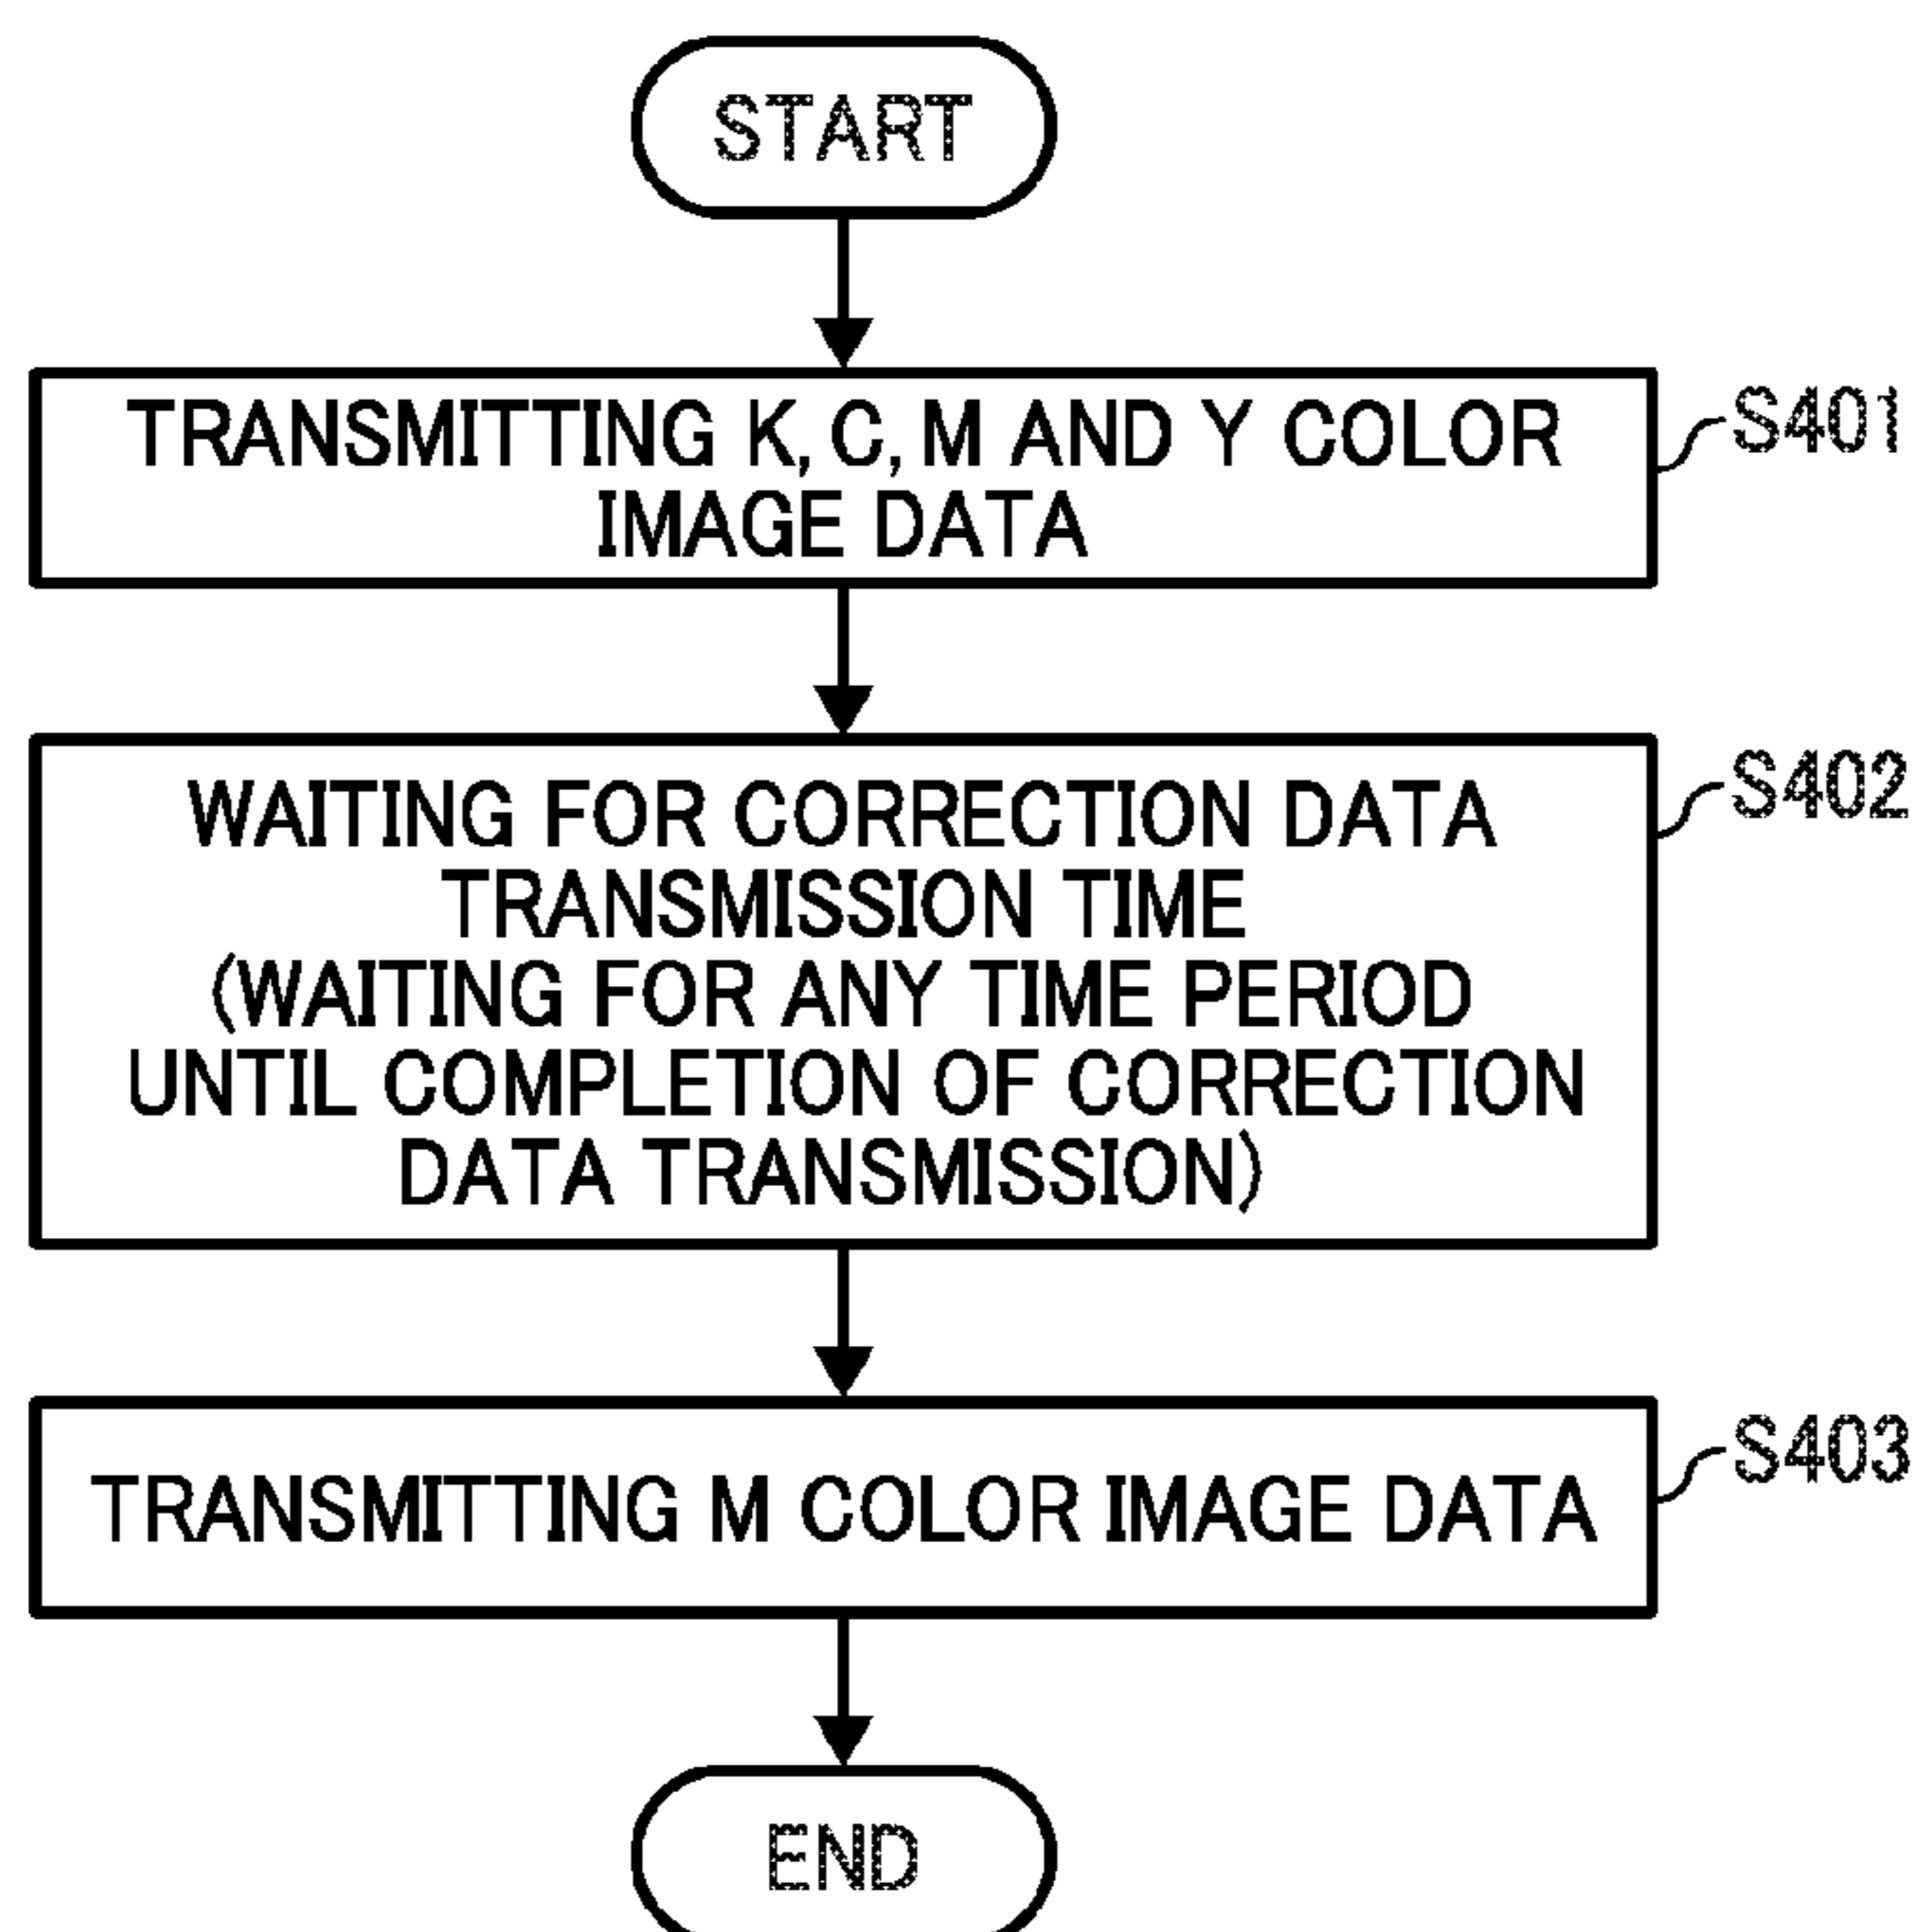 START
TRANSMITTING K, C, M AND Y COLOR
IMAGE DATA
S401
WAITING FOR CORRECTION DATA
TRANSMISSION TIME
(WAITING FOR ANY TIME PERIOD
UNTIL COMPLETION OF CORRECTION
DATA TRANSMISSION)
S402
TRANSMITTING M COLOR IMAGE DATA
S403
END